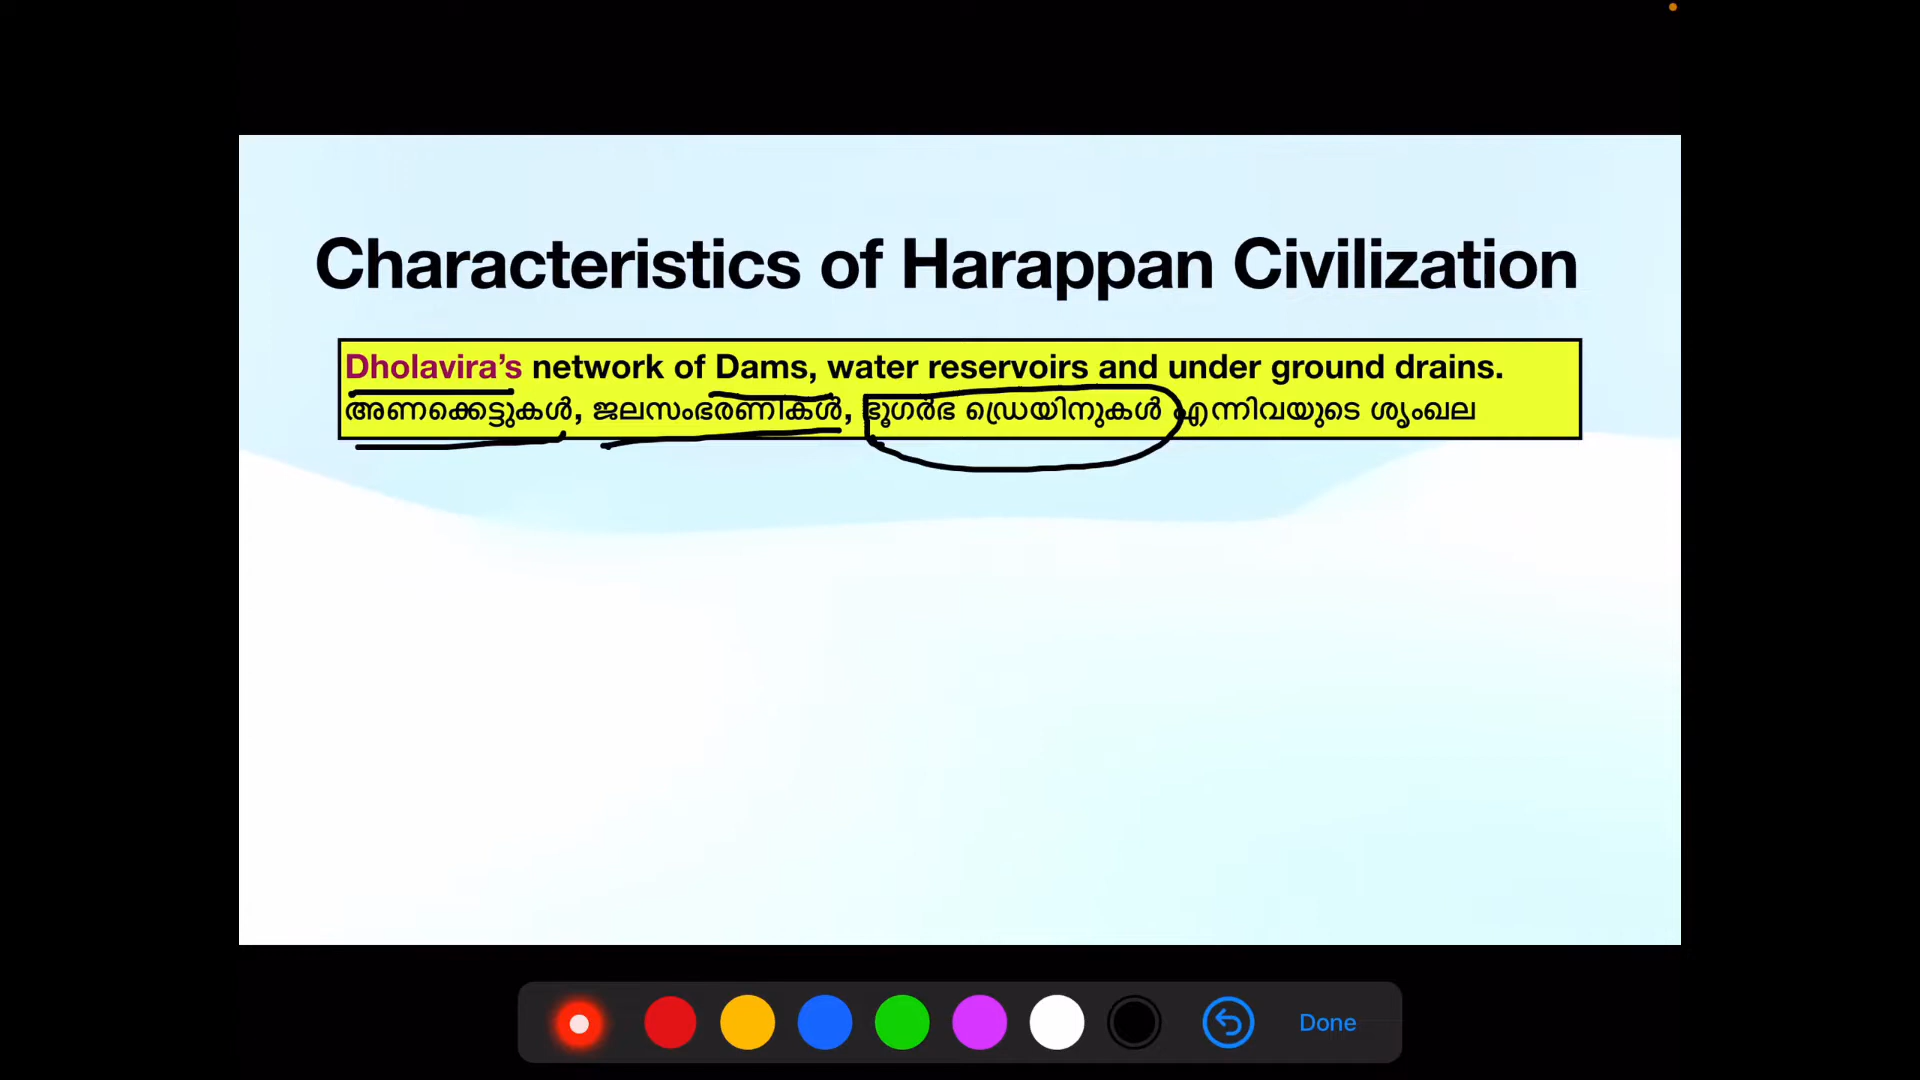 Characteristics of Harappan Civilization
Dholavira’s network of Dams, water reservoirs and under ground drains.
അണക്കെട്ടുകൾ, ജലസംഭരണികൾ, ഭൂഗർഭ ഡ്രെയിനുകൾ എന്നിവയുടെ ശൃംഖല
Done